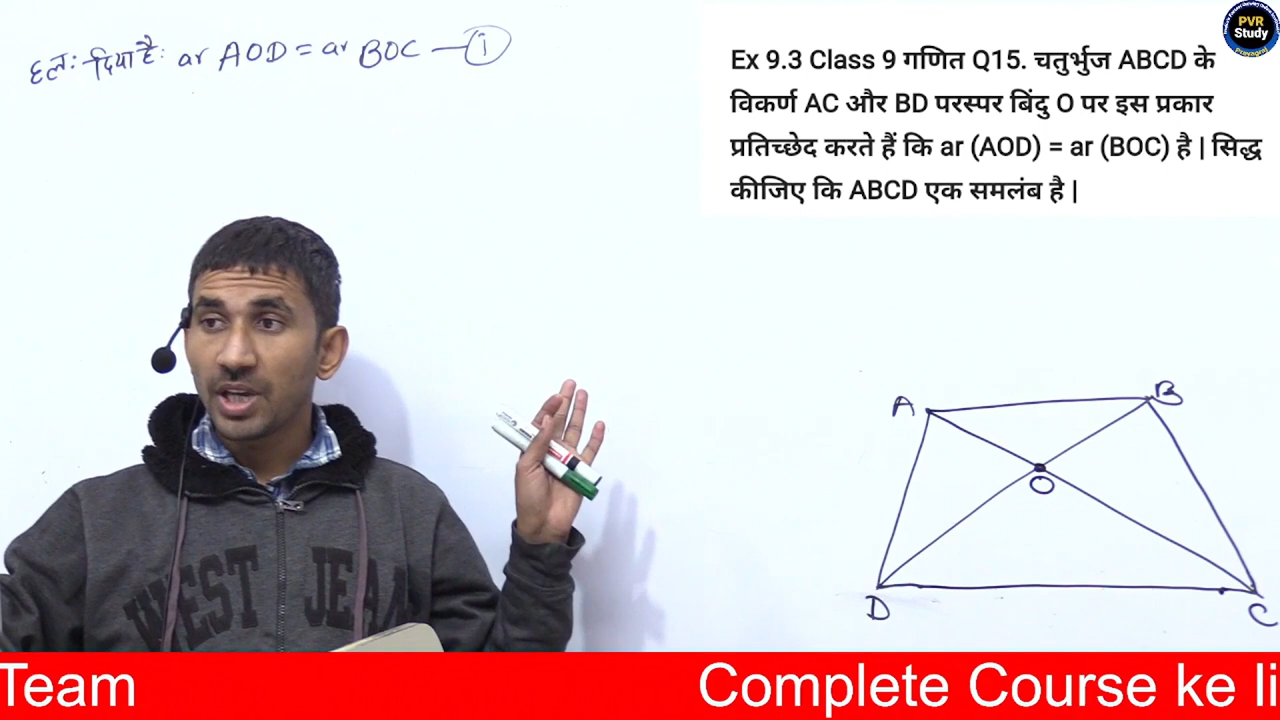 हल: दिया है: ar AOD = ar BOC — ①
PVR
Study
Ex 9.3 Class 9 गणित Q15. चतुर्भुज ABCD के
विकर्ण AC और BD परस्पर बिंदु O पर इस प्रकार
प्रतिच्छेद करते हैं कि ar (AOD) = ar (BOC) है | सिद्ध
कीजिए कि ABCD एक समलंब है |
A
B
O
D
C
WEST JEAN
Team
Complete Course ke li